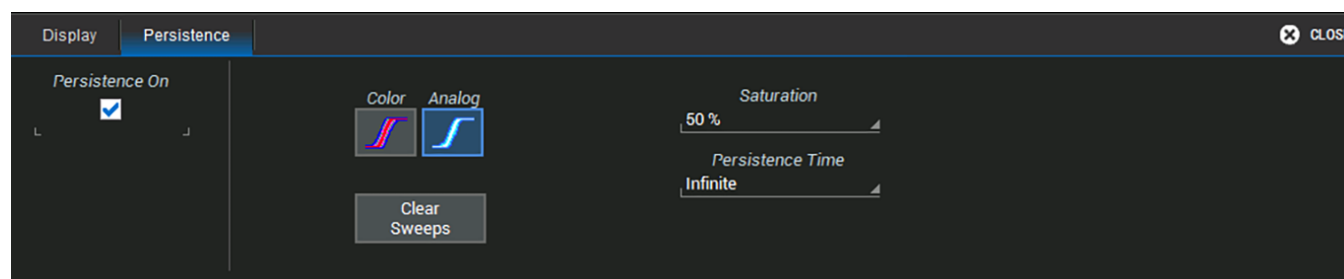 Display Persistence CLOS
Persistence On
Color Analog
Saturation
50 %
Persistence Time
Infinite
Clear
Sweeps